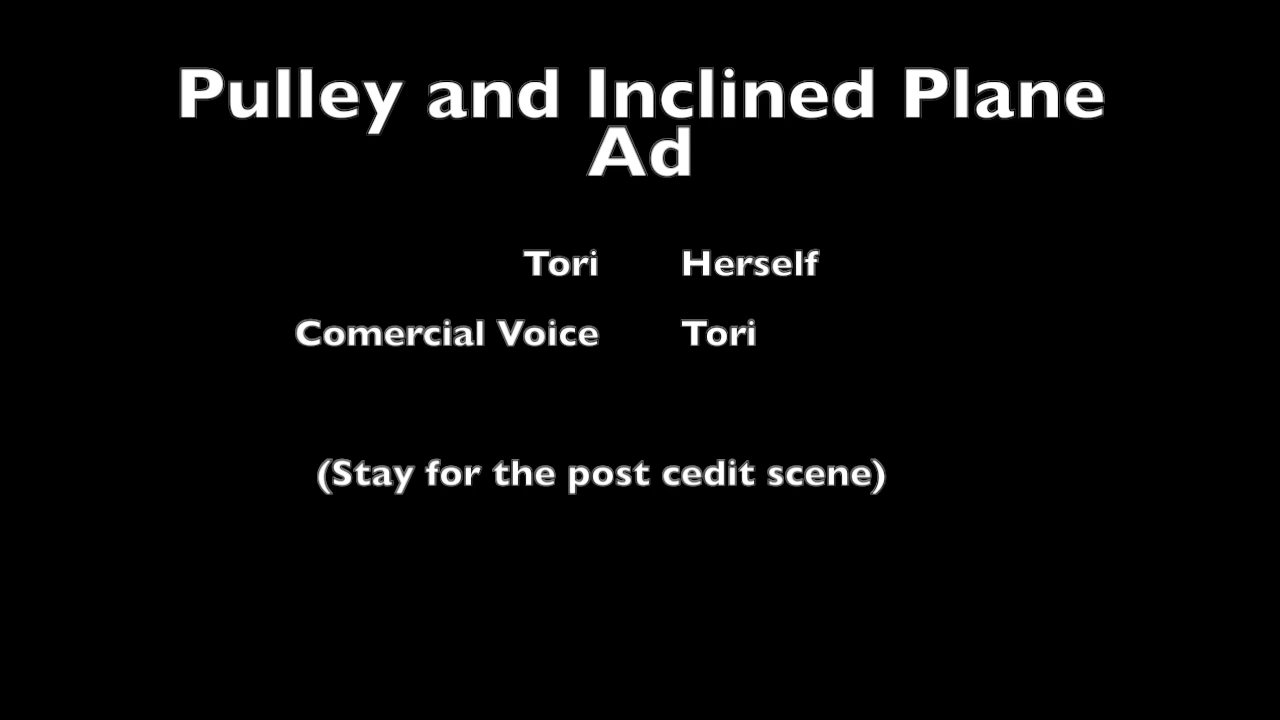 Pulley and Inclined Plane
Ad
Tori Herself
Comercial Voice Tori
(Stay for the post cedit scene)